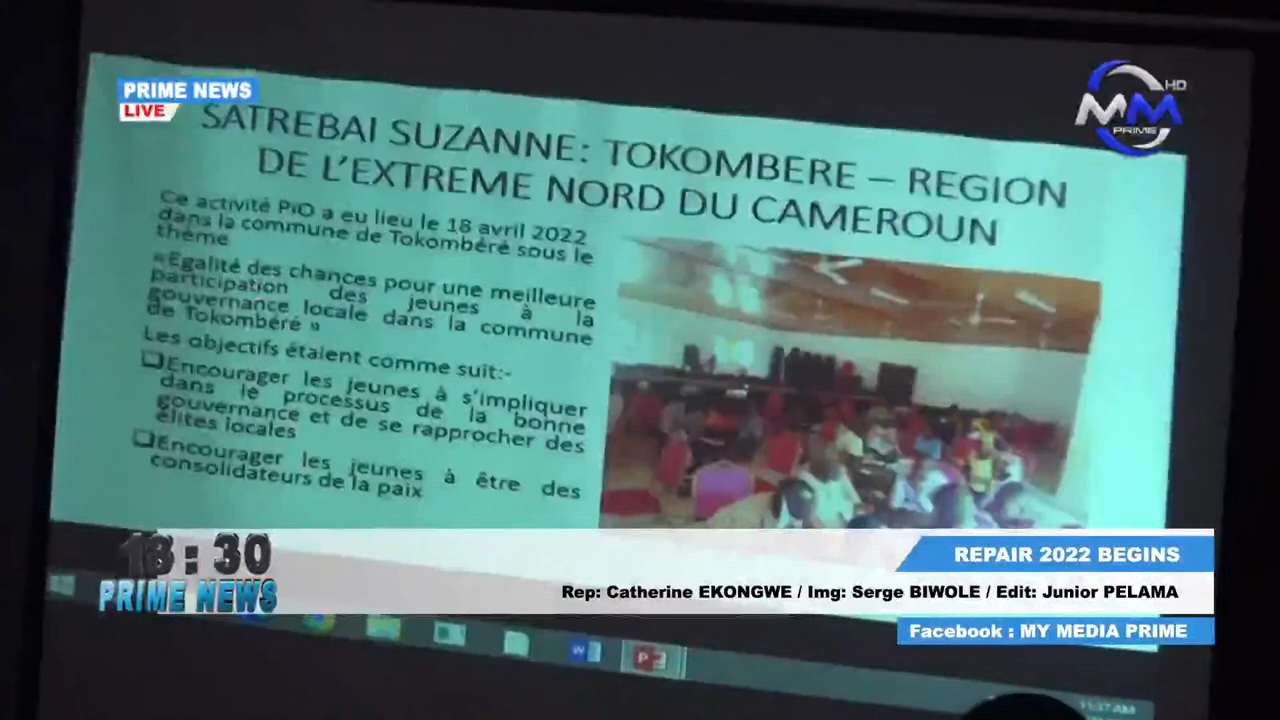 PRIME NEWS
LIVE
MM
HD
PRIME
SATREBAI SUZANNE: TOKOMBERE – REGION
DE L’EXTREME NORD DU CAMEROUN
Ce activité PiO a eu lieu le 18 avril 2022
dans la commune de Tokombéré sous le
thème
«Egalité des chances pour une meilleure
participation des jeunes à la
gouvernance locale dans la commune
de Tokombéré »
Les objectifs étaient comme suit:-
Encourager les jeunes à s’impliquer
dans le processus de la bonne
gouvernance et de se rapprocher des
élites locales
Encourager les jeunes à être des
consolidateurs de la paix
18:30
PRIME NEWS
REPAIR 2022 BEGINS
Rep: Catherine EKONGWE / Img: Serge BIWOLE / Edit: Junior PELAMA
Facebook : MY MEDIA PRIME